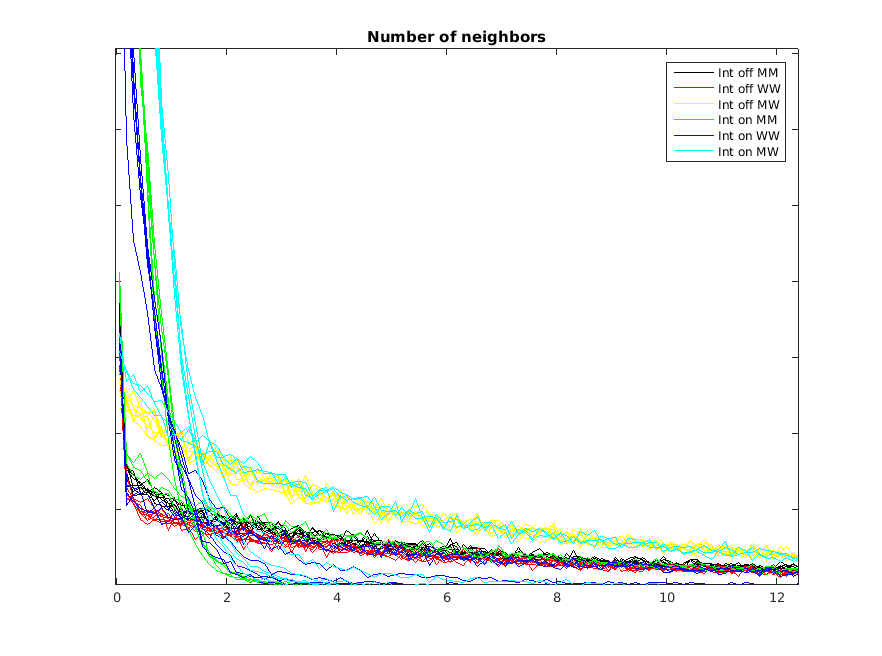 Number of neighbors
Int off MM
Int off WW
Int off MW
Int on MM
Int on WW
Int on MW
0 2 4 6 8 10 12